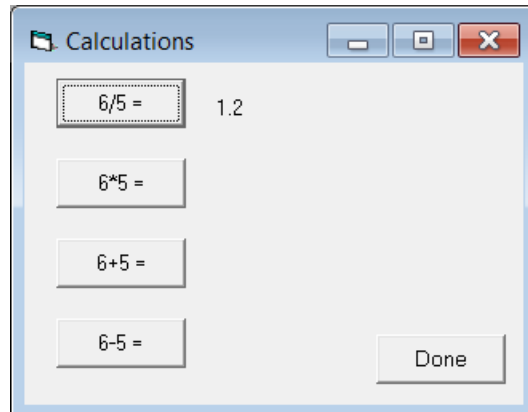 Calculations
6/5 =
1.2
6*5 =
6+5 =
6-5 =
Done